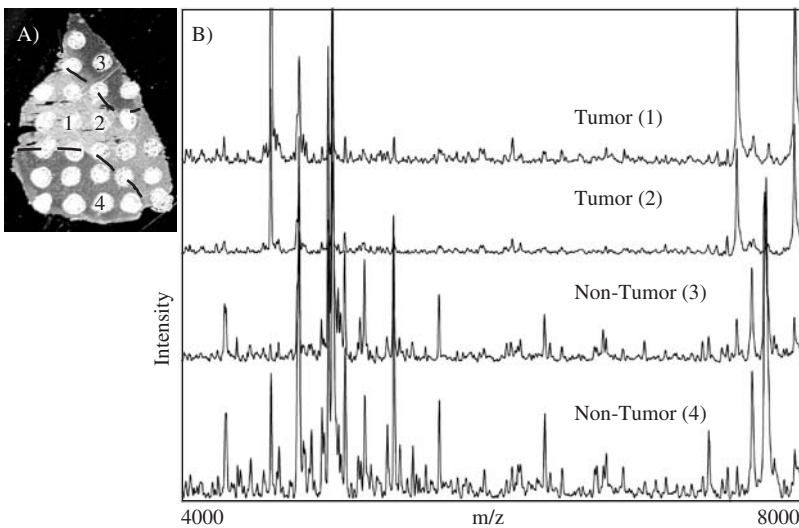 A)
3
1 2
4
B)
Tumor (1)
Tumor (2)
Non-Tumor (3)
Non-Tumor (4)
Intensity
4000 m/z 8000